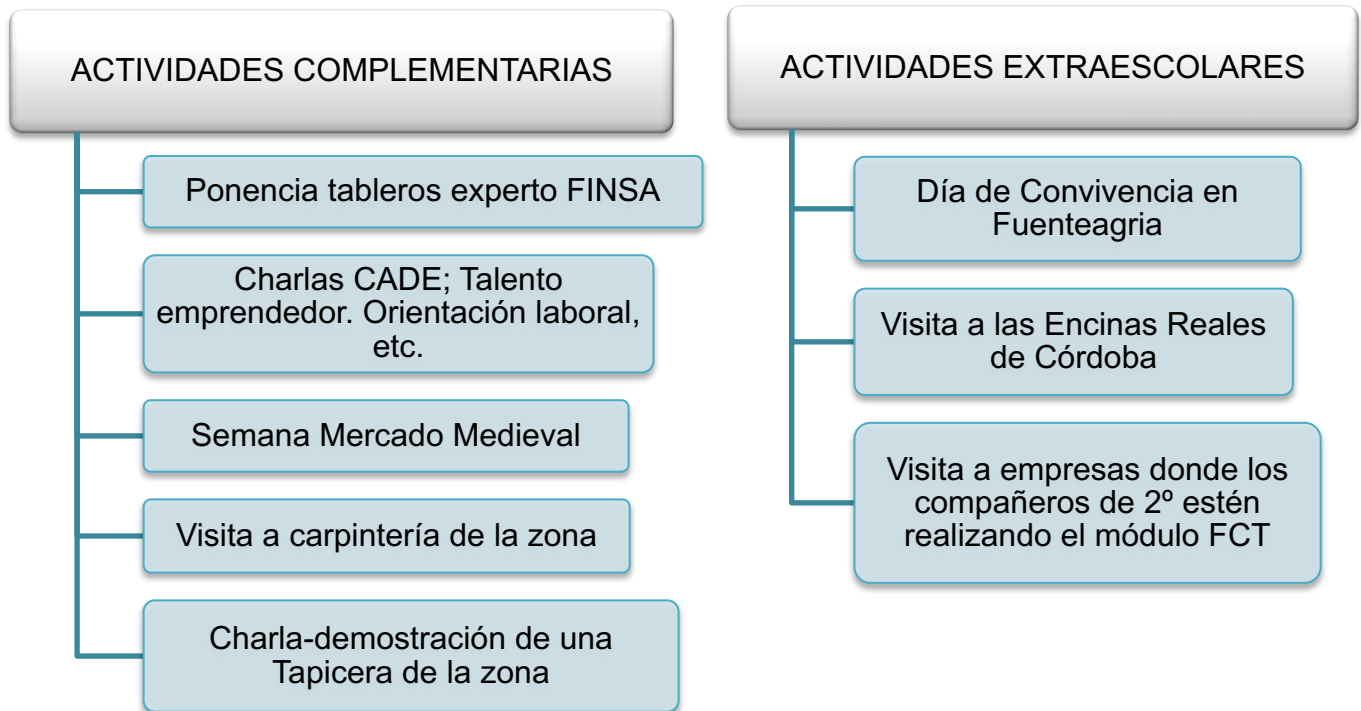 ACTIVIDADES COMPLEMENTARIAS
Ponencia tableros experto FINSA
Charlas CADE; Talento
emprendedor. Orientación laboral,
etc.
Semana Mercado Medieval
Visita a carpintería de la zona
Charla-demostración de una
Tapicera de la zona
ACTIVIDADES EXTRAESCOLARES
Día de Convivencia en
Fuenteagria
Visita a las Encinas Reales
de Córdoba
Visita a empresas donde los
compañeros de 2º estén
realizando el módulo FCT